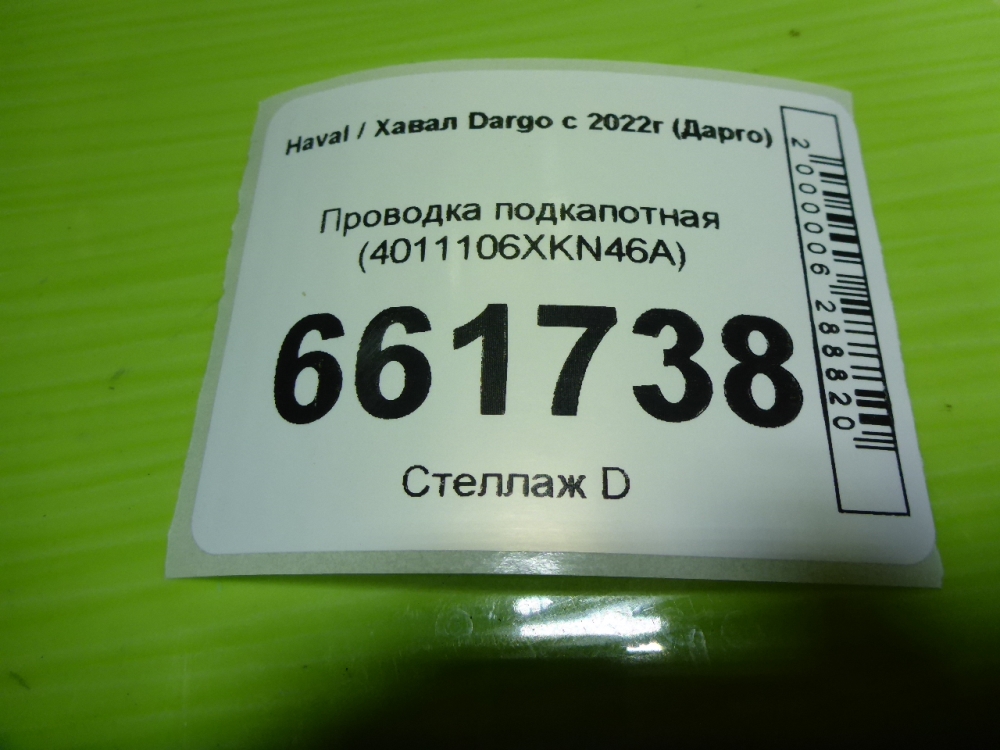 Haval / Хавал Dargo с 2022г (Дарго)
Проводка подкапотная
(4011106XKN46A)
661738
Стеллаж D
2000006288820